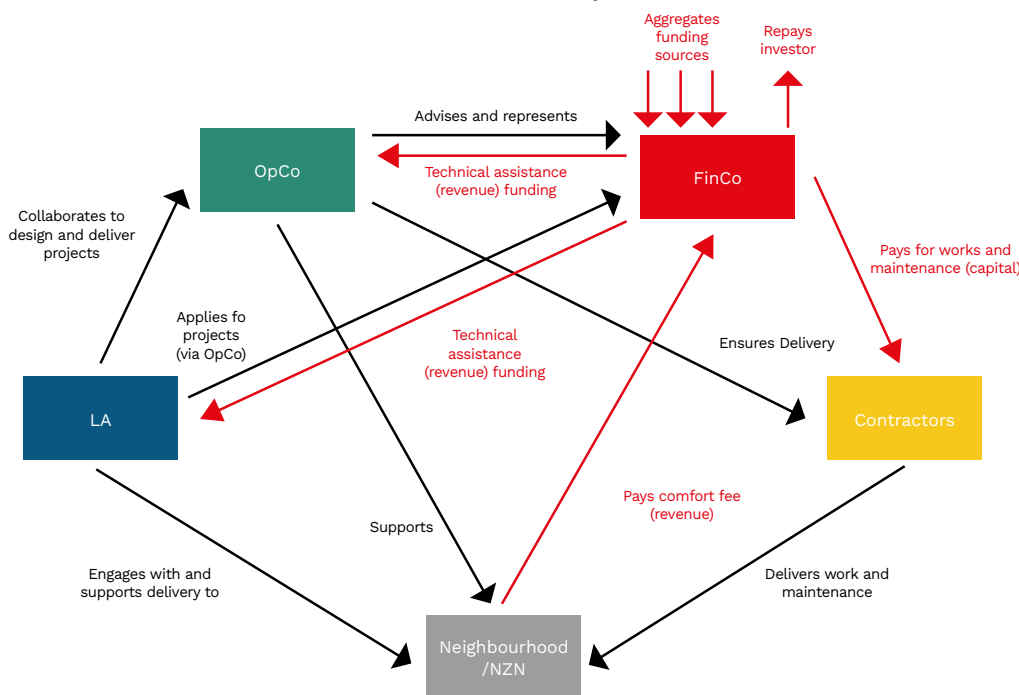 Aggregates
funding
sources
Repays
investor
Advises and represents
OpCo
Technical assistance
(revenue) funding
FinCo
Collaborates to
design and deliver
projects
Pays for works and
maintenance (capital)
Applies fo
projects
(via OpCo)
Technical
assistance
(revenue) funding
Ensures Delivery
LA
Contractors
Pays comfort fee
(revenue)
Supports
Engages with and
supports delivery to
Delivers work and
maintenance
Neighbourhood
/NZN